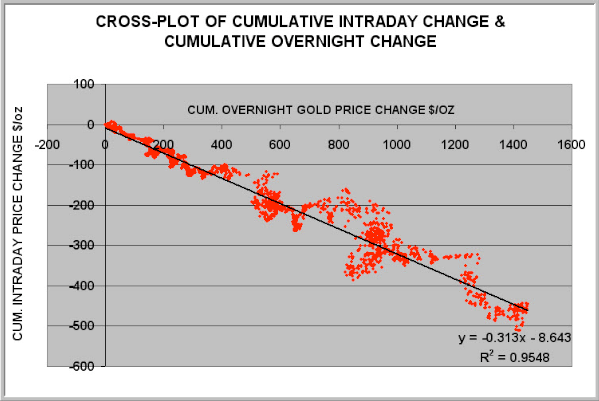 CROSS-PLOT OF CUMULATIVE INTRADAY CHANGE &
CUMULATIVE OVERNIGHT CHANGE
CUM. OVERNIGHT GOLD PRICE CHANGE $/OZ
CUM. INTRADAY PRICE CHANGE $/oz
100
0
-100
-200
-300
-400
-500
-600
-200 0 200 400 600 800 1000 1200 1400 1600
y = -0.313x - 8.643
R² = 0.9548